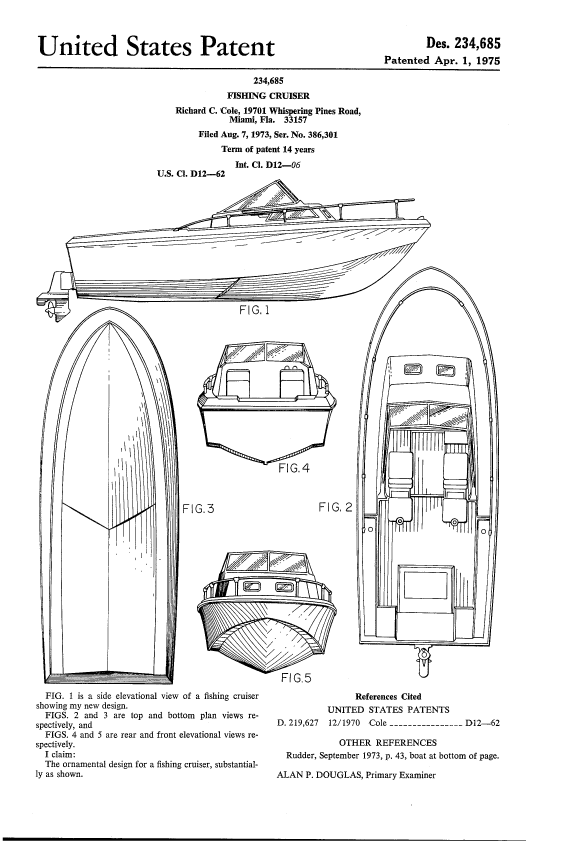 United States Patent
Des. 234,685
Patented Apr. 1, 1975
234,685
FISHING CRUISER
Richard C. Cole, 19701 Whispering Pines Road,
Miami, Fla. 33157
Filed Aug. 7, 1973, Ser. No. 386,301
Term of patent 14 years
Int. Cl. D12—06
U.S. Cl. D12—62
FIG. 1
FIG. 4
FIG. 3
FIG. 2
FIG. 5
FIG. 1 is a side elevational view of a fishing cruiser
showing my new design.
FIGS. 2 and 3 are top and bottom plan views re-
spectively, and
FIGS. 4 and 5 are rear and front elevational views re-
spectively.
I claim:
The ornamental design for a fishing cruiser, substantial-
ly as shown.
References Cited
UNITED STATES PATENTS
D. 219,627 12/1970 Cole ---------------- D12—62
OTHER REFERENCES
Rudder, September 1973, p. 43, boat at bottom of page.
ALAN P. DOUGLAS, Primary Examiner